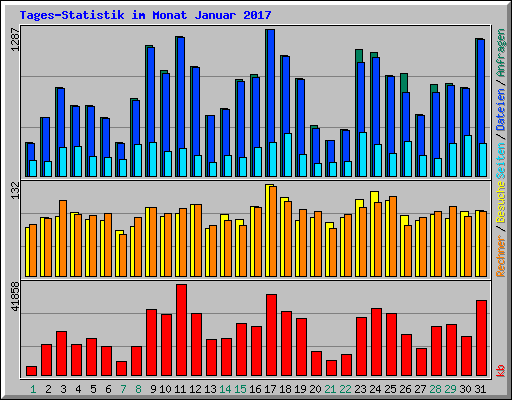 Tages-Statistik im Monat Januar 2017
1287
132
41858
Rechner / Besuche Seiten / Dateien / Anfragen
kb
1 2 3 4 5 6 7 8 9 10 11 12 13 14 15 16 17 18 19 20 21 22 23 24 25 26 27 28 29 30 31